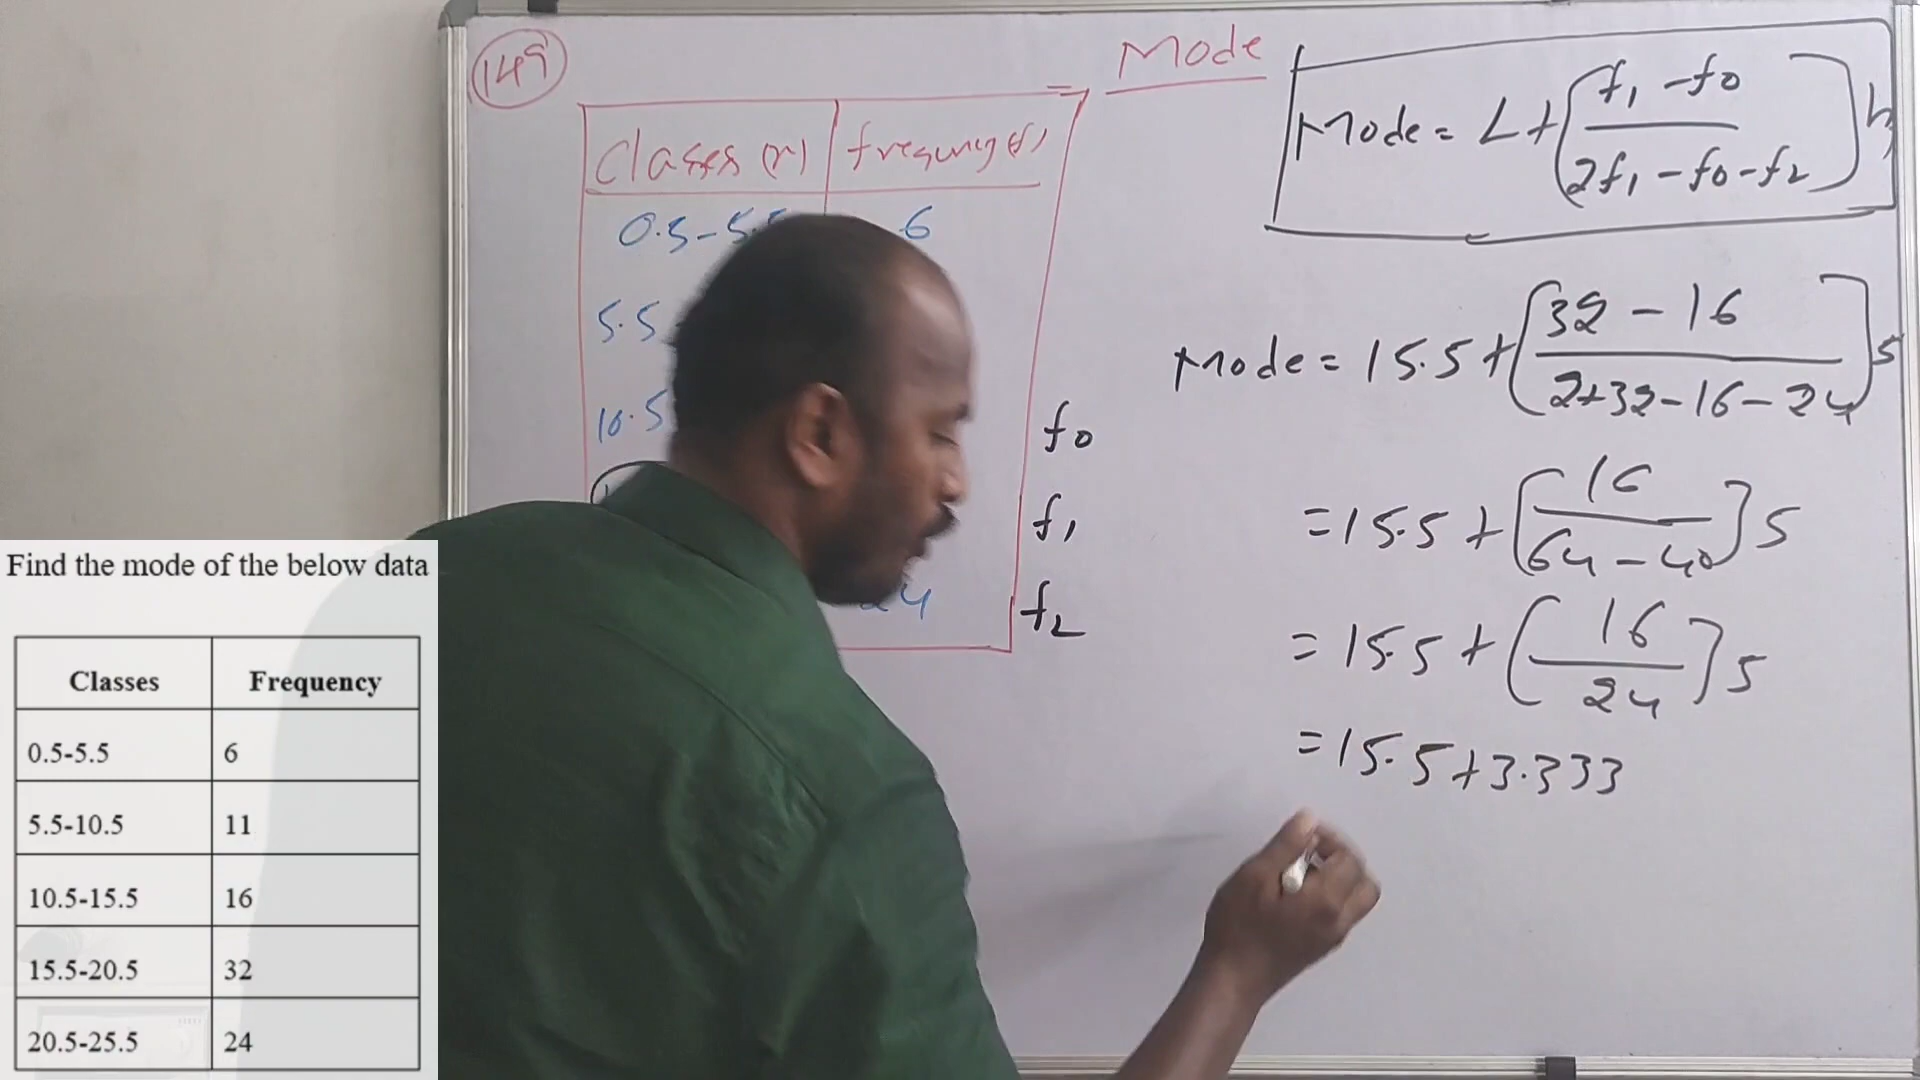 149
Mode
Classes (x) frequency(f)
0.5-5.5 6
5.5
10.5
24
f0
f1
f2
Mode = L+[f1-f0 / 2f1-f0-f2]h
Mode = 15.5+[32-16 / 2+32-16-24]5
=15.5+[16 / 64-40]5
=15.5+[16 / 24]5
=15.5+3.333
Find the mode of the below data
Classes Frequency
0.5-5.5 6
5.5-10.5 11
10.5-15.5 16
15.5-20.5 32
20.5-25.5 24